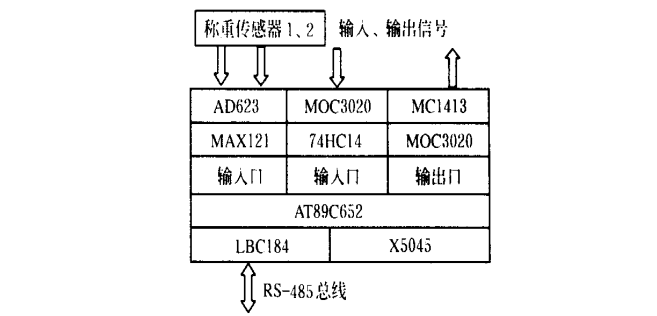 称重传感器1、2 输入、输出信号
AD623 MOC3020 MC1413
MAX121 74HC14 MOC3020
输入口 输入口 输出口
AT89C652
LBC184 X5045
RS-485总线